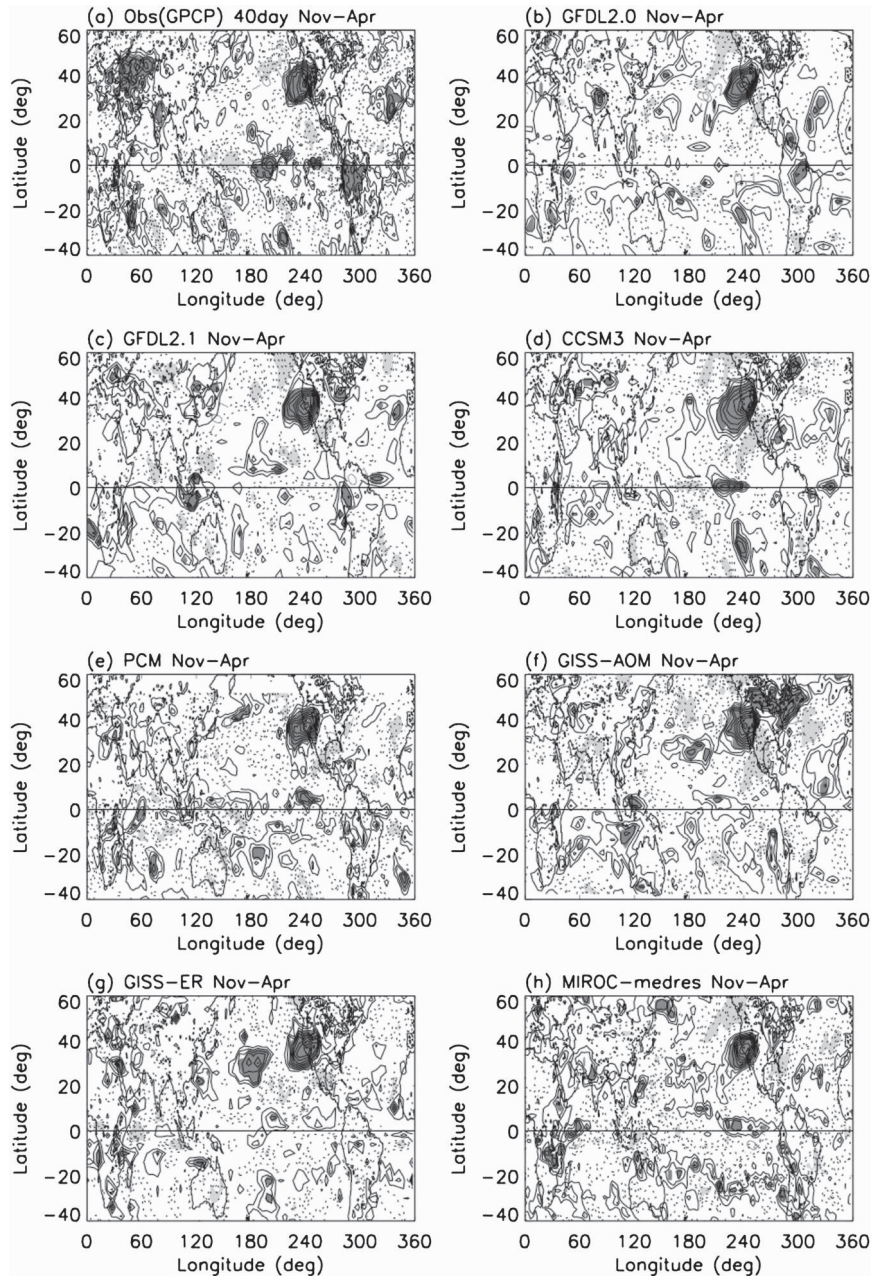 (a) Obs(GPCP) 40day Nov-Apr
60
40
20
0
-20
-40
Latitude (deg)
0 60 120 180 240 300 360
Longitude (deg)
(b) GFDL2.0 Nov-Apr
60
40
20
0
-20
-40
Latitude (deg)
0 60 120 180 240 300 360
Longitude (deg)
(c) GFDL2.1 Nov-Apr
60
40
20
0
-20
-40
Latitude (deg)
0 60 120 180 240 300 360
Longitude (deg)
(d) CCSM3 Nov-Apr
60
40
20
0
-20
-40
Latitude (deg)
0 60 120 180 240 300 360
Longitude (deg)
(e) PCM Nov-Apr
60
40
20
0
-20
-40
Latitude (deg)
0 60 120 180 240 300 360
Longitude (deg)
(f) GISS-AOM Nov-Apr
60
40
20
0
-20
-40
Latitude (deg)
0 60 120 180 240 300 360
Longitude (deg)
(g) GISS-ER Nov-Apr
60
40
20
0
-20
-40
Latitude (deg)
0 60 120 180 240 300 360
Longitude (deg)
(h) MIROC-medres Nov-Apr
60
40
20
0
-20
-40
Latitude (deg)
0 60 120 180 240 300 360
Longitude (deg)